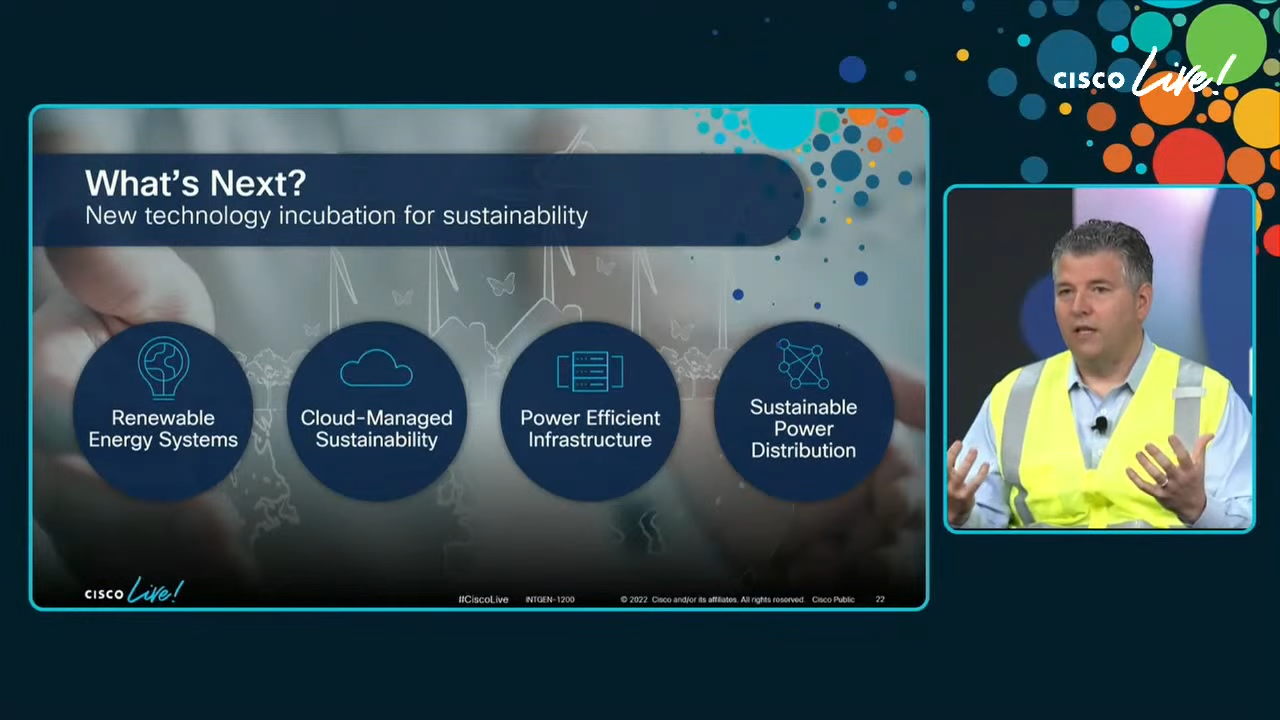 CISCO Live!
What's Next?
New technology incubation for sustainability
Renewable
Energy Systems
Cloud-Managed
Sustainability
Power Efficient
Infrastructure
Sustainable
Power
Distribution
CISCO Live!
#CiscoLive
INTGEN-1200
© 2022 Cisco and/or its affiliates. All rights reserved. Cisco Public
22